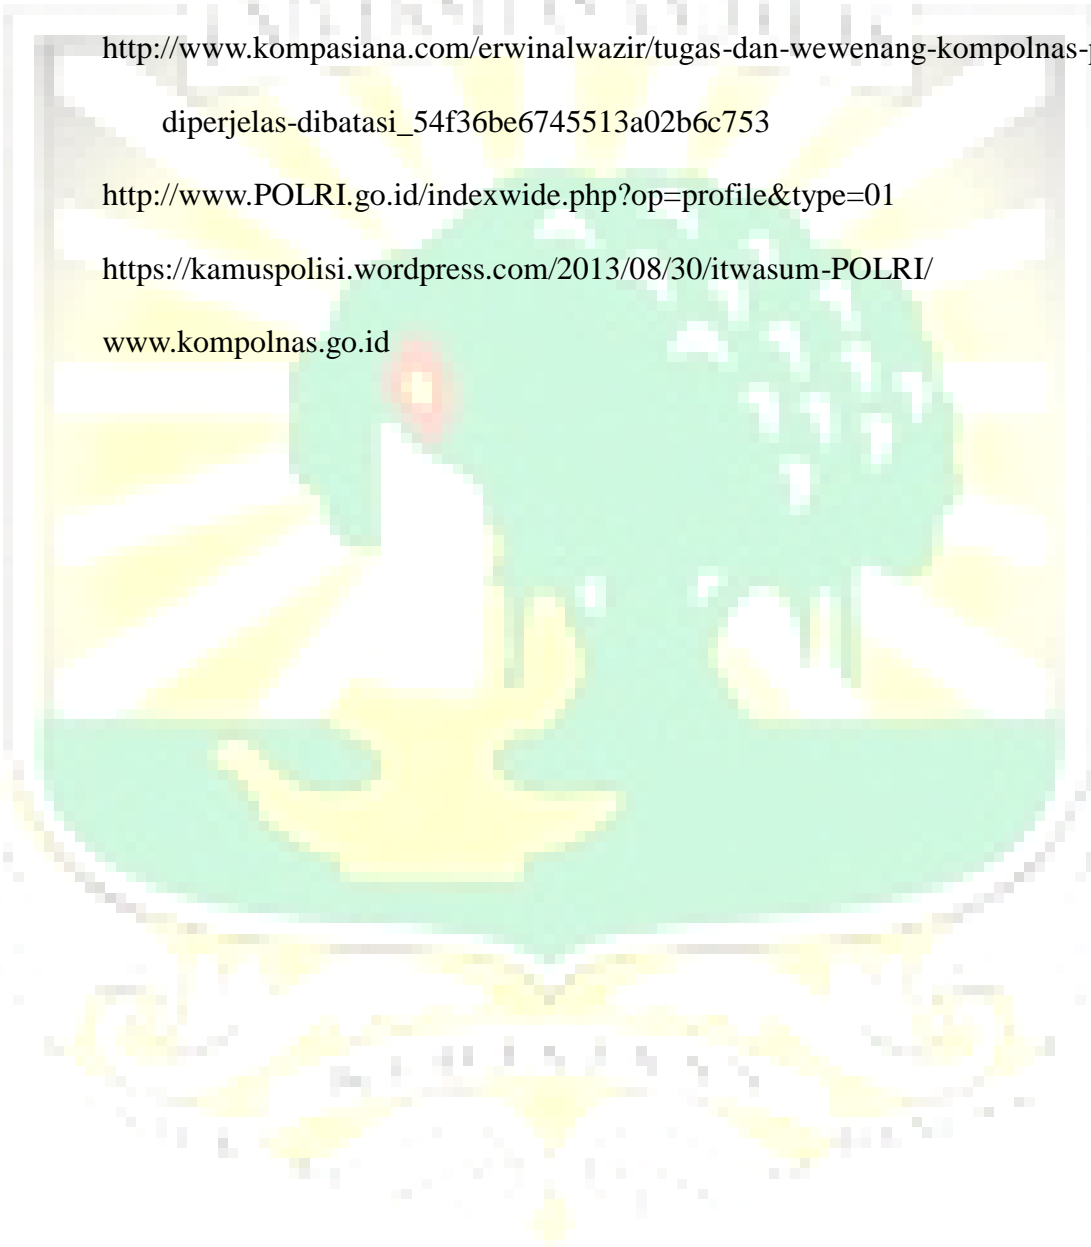 http://www.kompasiana.com/erwinalwazir/tugas-dan-wewenang-kompolnas-
diperjelas-dibatasi_54f36be6745513a02b6c753
http://www.POLRI.go.id/indexwide.php?op=profile&type=01
https://kamuspolisi.wordpress.com/2013/08/30/itwasum-POLRI/
www.kompolnas.go.id